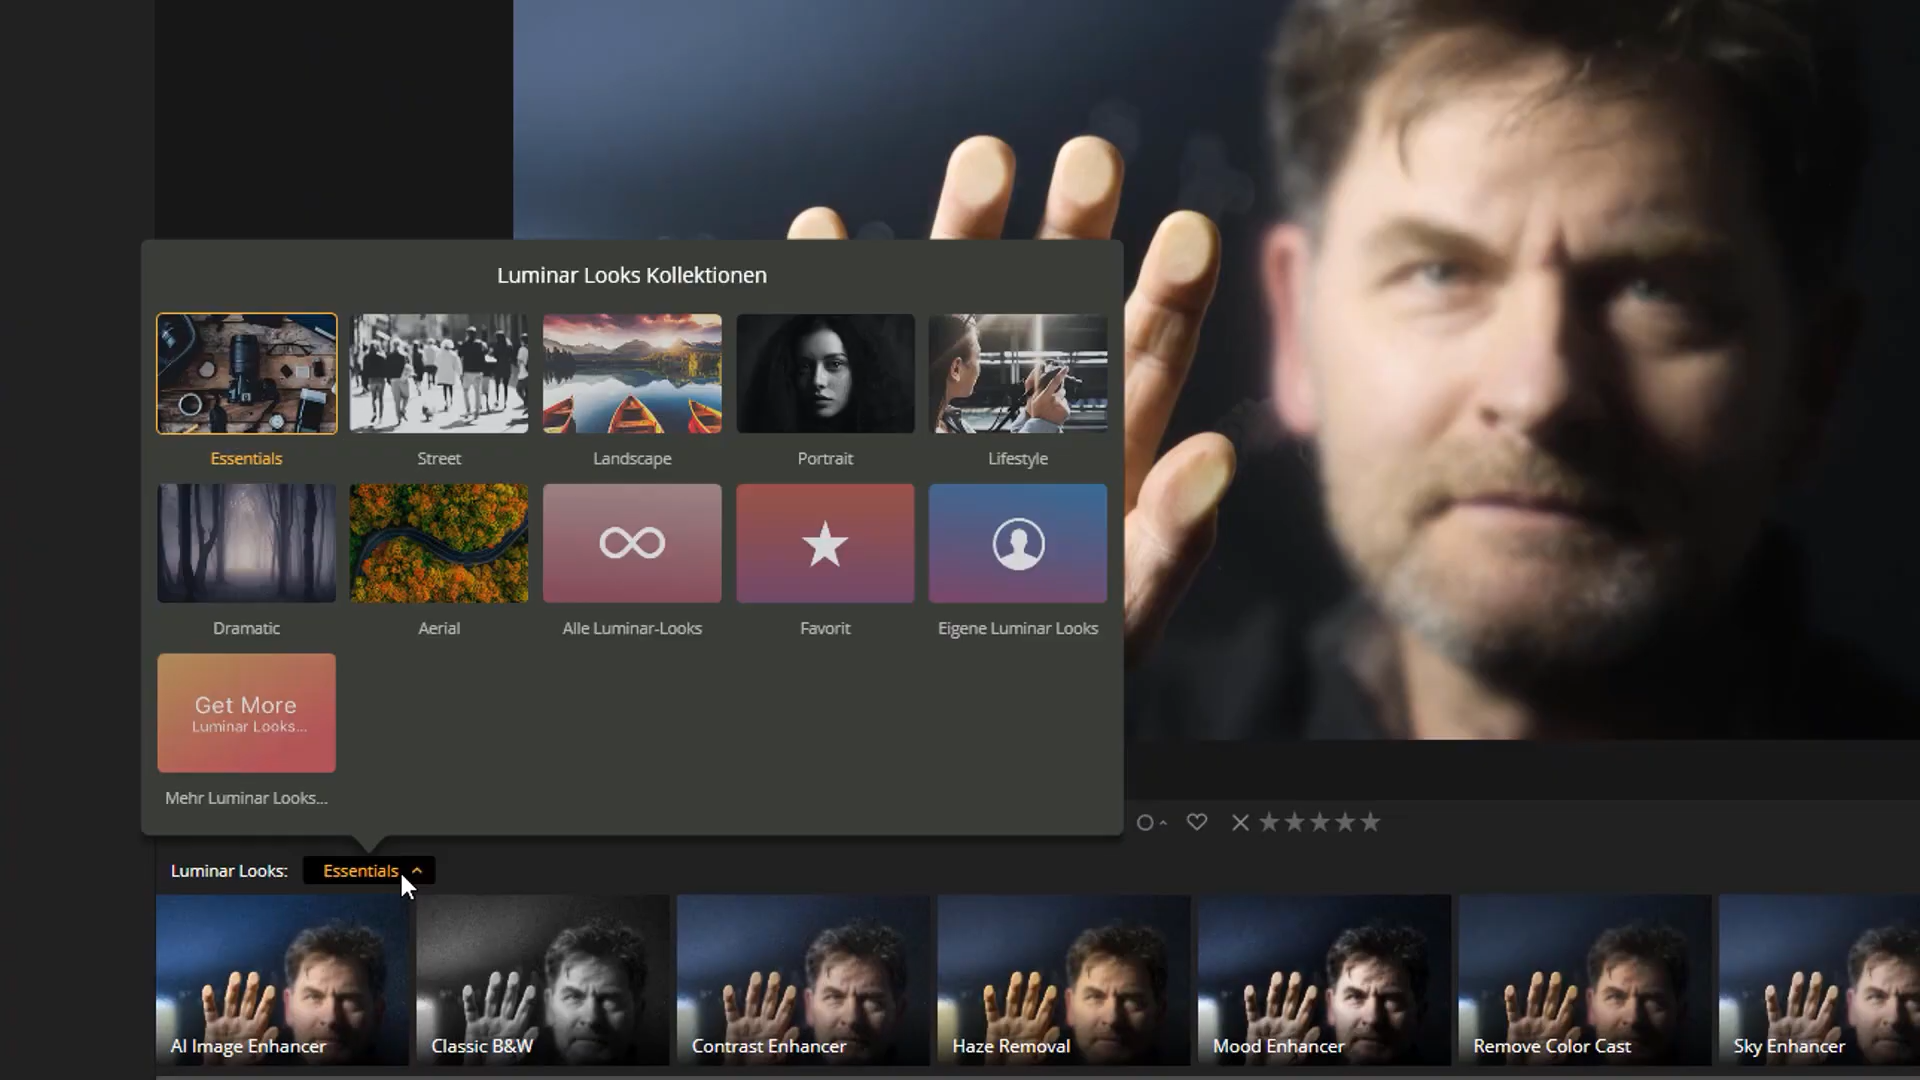 Luminar Looks Kollektionen
Essentials
Street
Landscape
Portrait
Lifestyle
Dramatic
Aerial
Alle Luminar-Looks
Favorit
Eigene Luminar Looks
Get More
Luminar Looks...
Mehr Luminar Looks...
Luminar Looks:
Essentials
AI Image Enhancer
Classic B&W
Contrast Enhancer
Haze Removal
Mood Enhancer
Remove Color Cast
Sky Enhancer